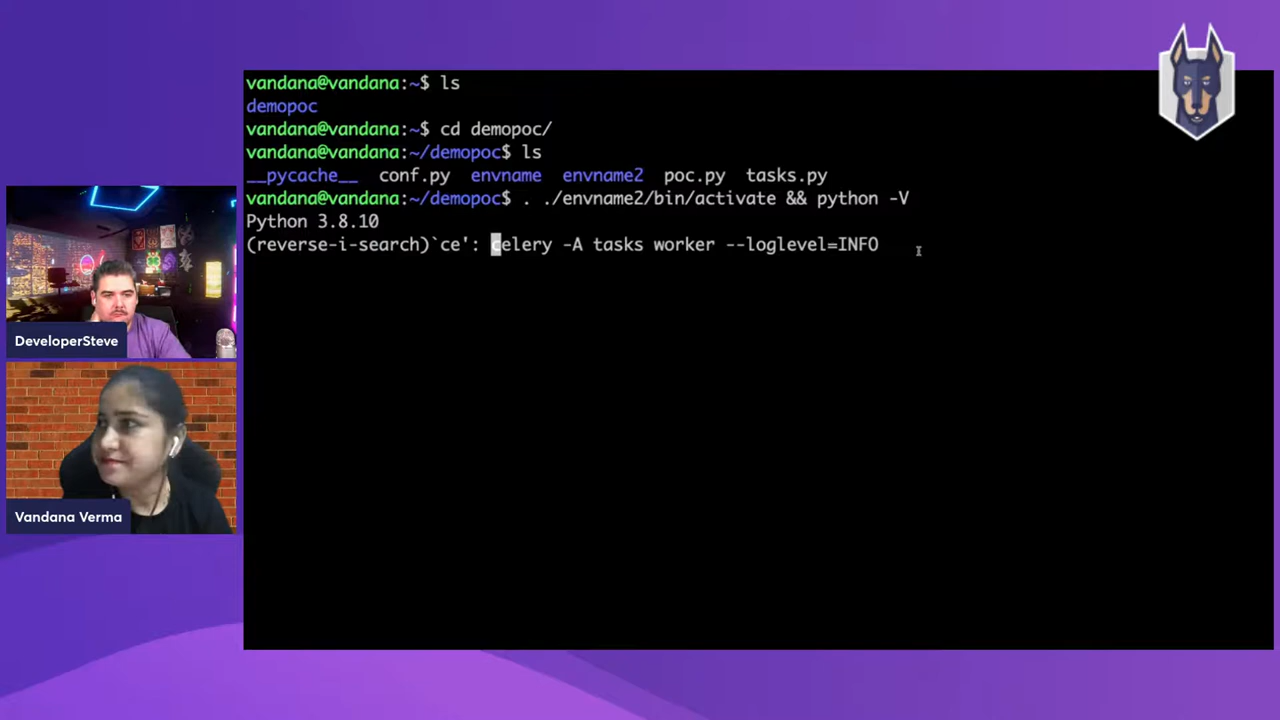 vandana@vandana:~$ ls
demopoc
vandana@vandana:~$ cd demopoc/
vandana@vandana:~/demopoc$ ls
__pycache__ conf.py envname envname2 poc.py tasks.py
vandana@vandana:~/demopoc$ . ./envname2/bin/activate && python -V
Python 3.8.10
(reverse-i-search)`ce': celery -A tasks worker --loglevel=INFO
DeveloperSteve
Vandana Verma